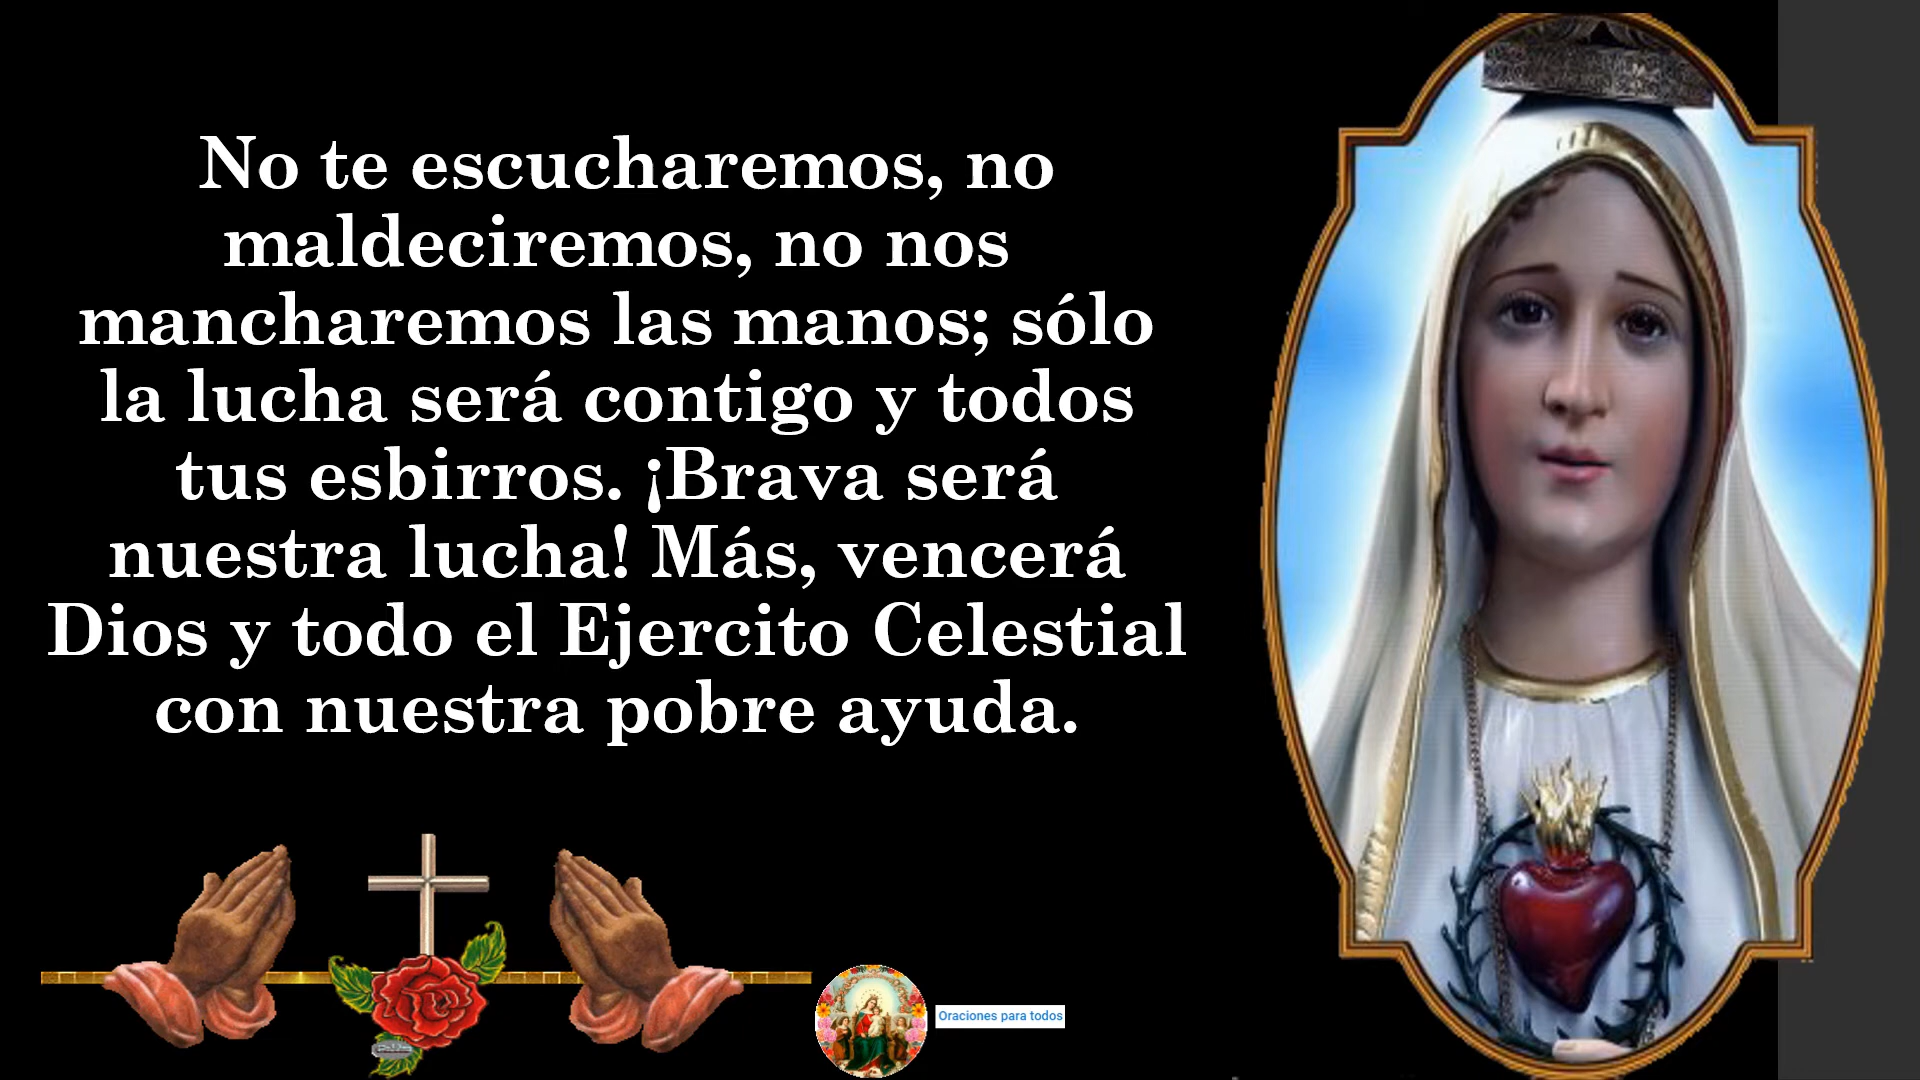 No te escucharemos, no
maldeciremos, no nos
mancharemos las manos; sólo
la lucha será contigo y todos
tus esbirros. ¡Brava será
nuestra lucha! Más, vencerá
Dios y todo el Ejercito Celestial
con nuestra pobre ayuda.
Oraciones para todos